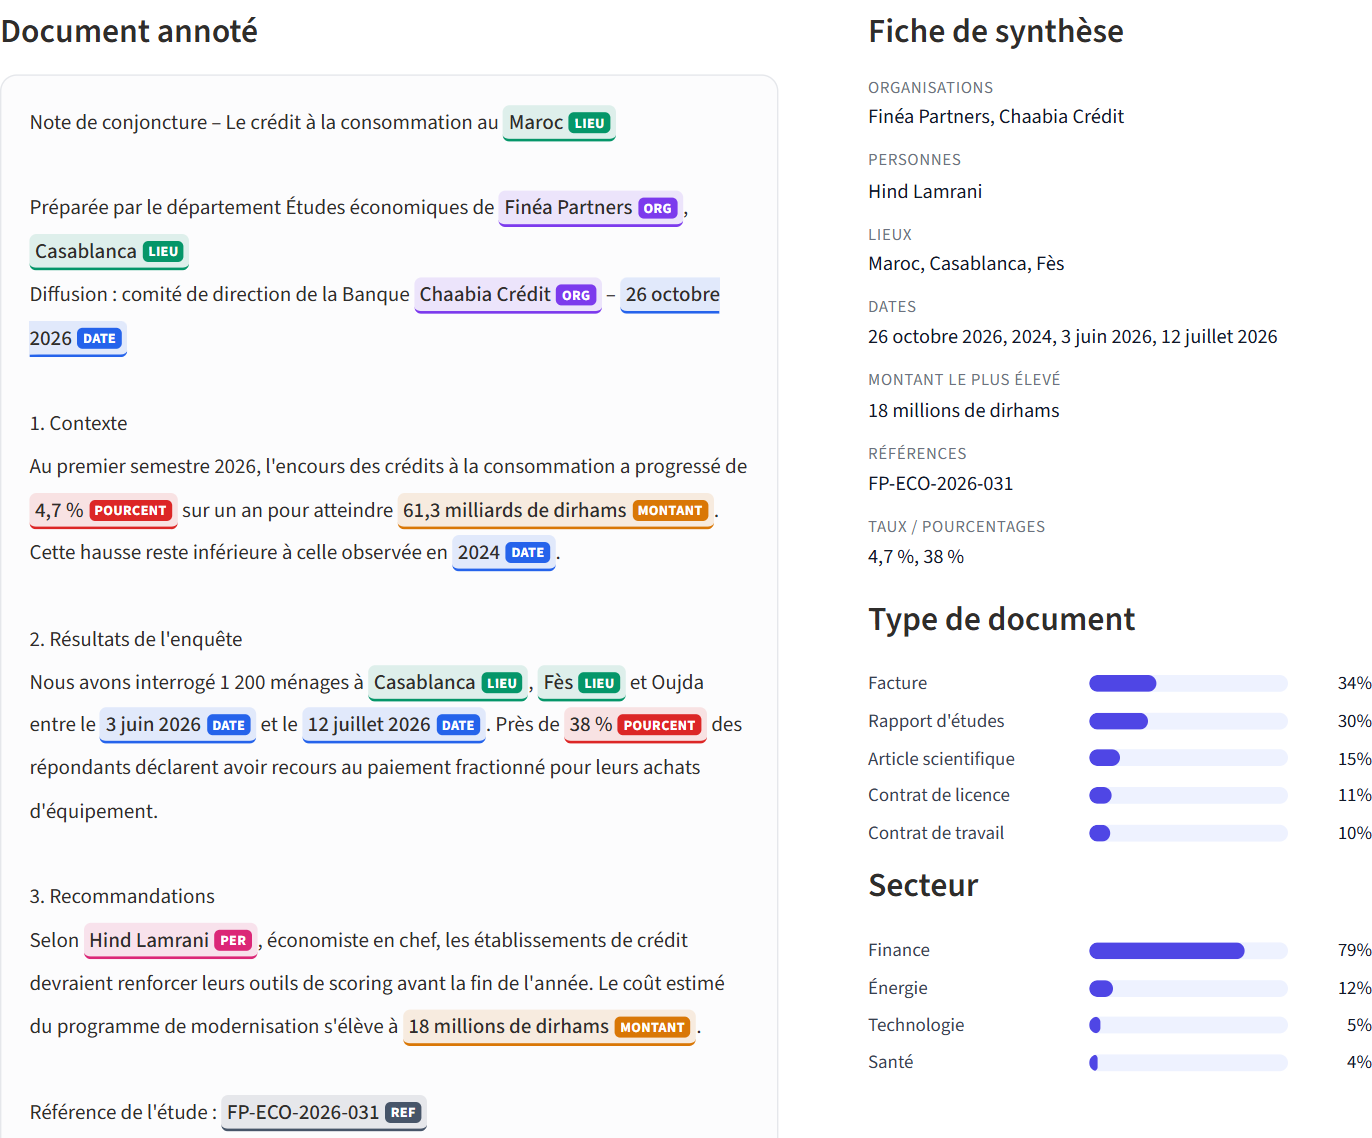 Document annoté
Note de conjoncture – Le crédit à la consommation au Maroc LIEU
Préparée par le département Études économiques de Finéa Partners ORG ,
Casablanca LIEU
Diffusion : comité de direction de la Banque Chaabia Crédit ORG – 26 octobre
2026 DATE
1. Contexte
Au premier semestre 2026, l'encours des crédits à la consommation a progressé de
4,7 % POURCENT sur un an pour atteindre 61,3 milliards de dirhams MONTANT .
Cette hausse reste inférieure à celle observée en 2024 DATE .
2. Résultats de l'enquête
Nous avons interrogé 1 200 ménages à Casablanca LIEU , Fès LIEU et Oujda
entre le 3 juin 2026 DATE et le 12 juillet 2026 DATE . Près de 38 % POURCENT des
répondants déclarent avoir recours au paiement fractionné pour leurs achats
d'équipement.
3. Recommandations
Selon Hind Lamrani PER , économiste en chef, les établissements de crédit
devraient renforcer leurs outils de scoring avant la fin de l'année. Le coût estimé
du programme de modernisation s'élève à 18 millions de dirhams MONTANT .
Référence de l'étude : FP-ECO-2026-031 REF
Fiche de synthèse
ORGANISATIONS
Finéa Partners, Chaabia Crédit
PERSONNES
Hind Lamrani
LIEUX
Maroc, Casablanca, Fès
DATES
26 octobre 2026, 2024, 3 juin 2026, 12 juillet 2026
MONTANT LE PLUS ÉLEVÉ
18 millions de dirhams
RÉFÉRENCES
FP-ECO-2026-031
TAUX / POURCENTAGES
4,7 %, 38 %
Type de document
Facture 34%
Rapport d'études 30%
Article scientifique 15%
Contrat de licence 11%
Contrat de travail 10%
Secteur
Finance 79%
Énergie 12%
Technologie 5%
Santé 4%